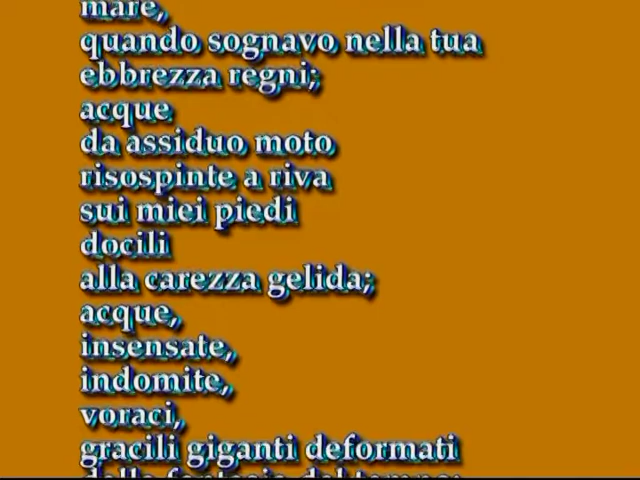 mare,
quando sognavo nella tua
ebbrezza regni;
acque
da assiduo moto
risospinte a riva
sui miei piedi
docili
alla carezza gelida;
acque,
insensate,
indomite,
voraci,
gracili giganti deformati